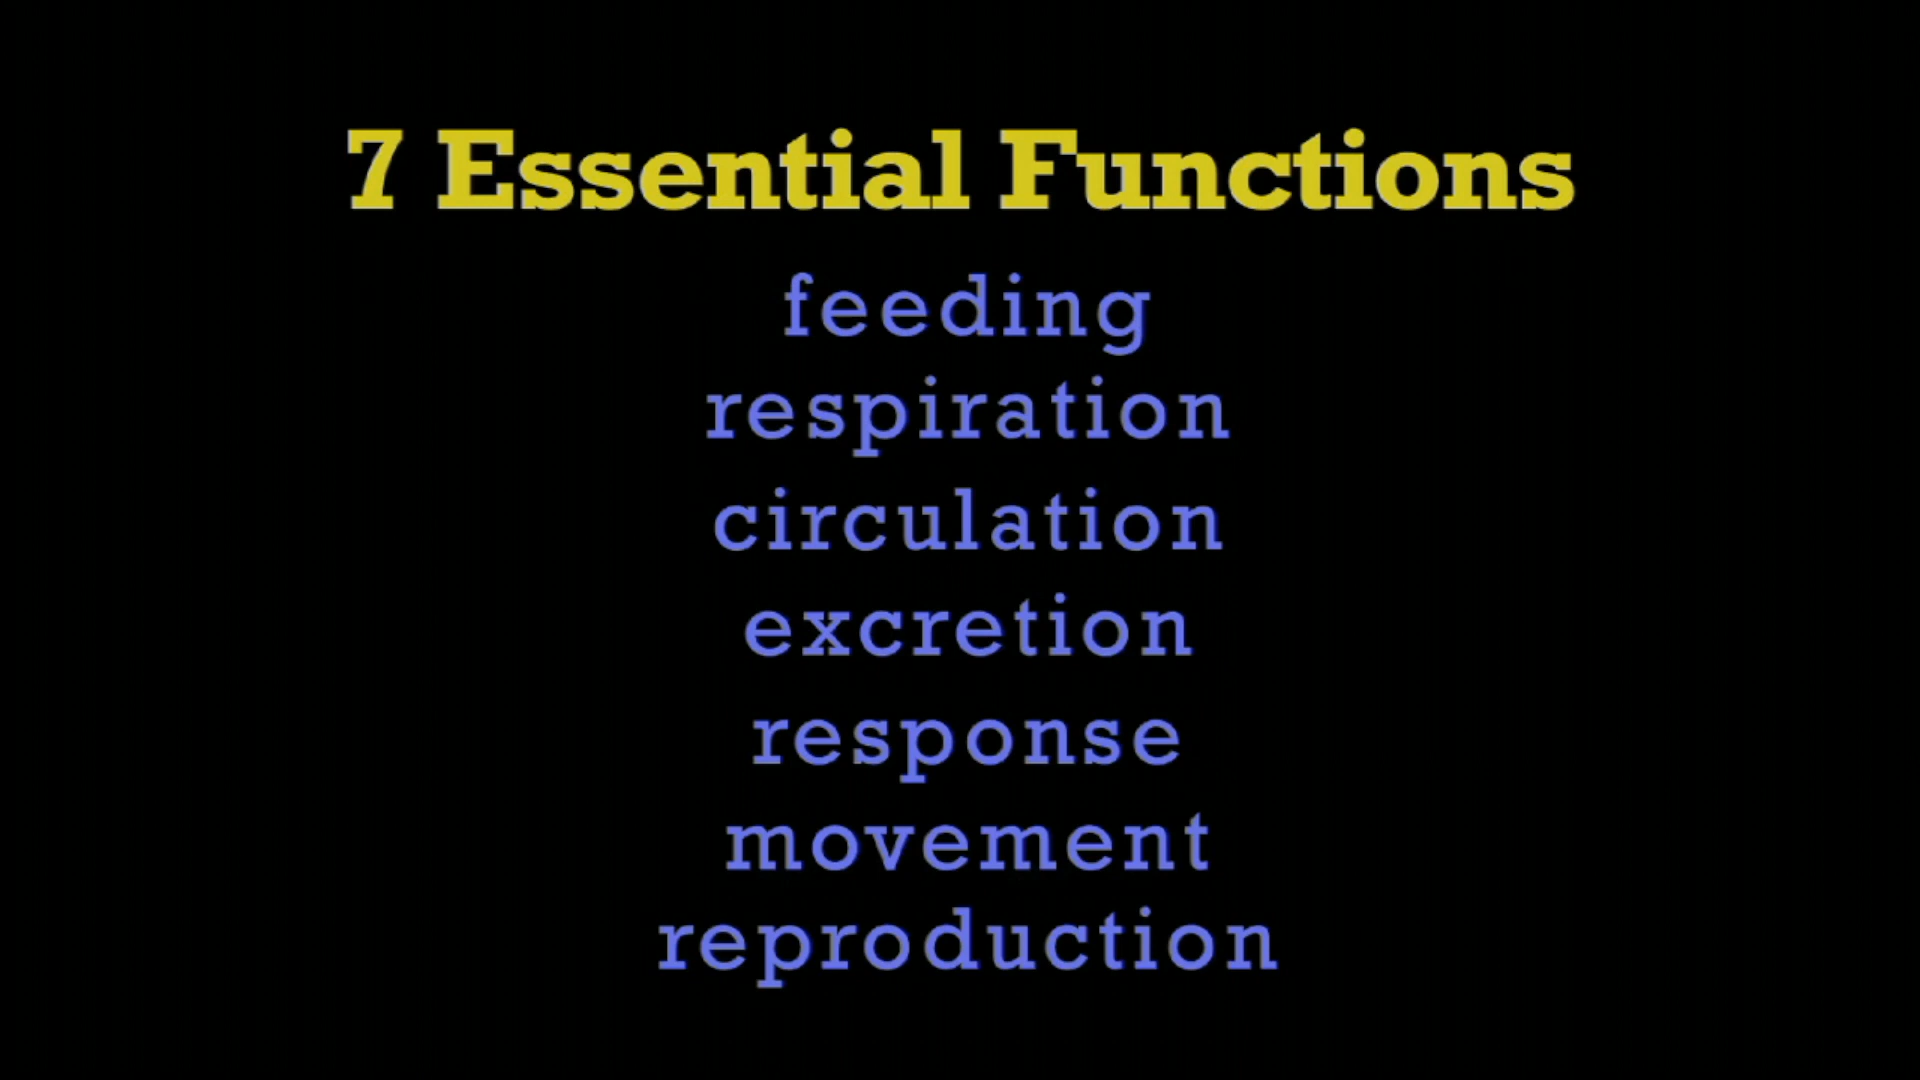 7 Essential Functions
feeding
respiration
circulation
excretion
response
movement
reproduction